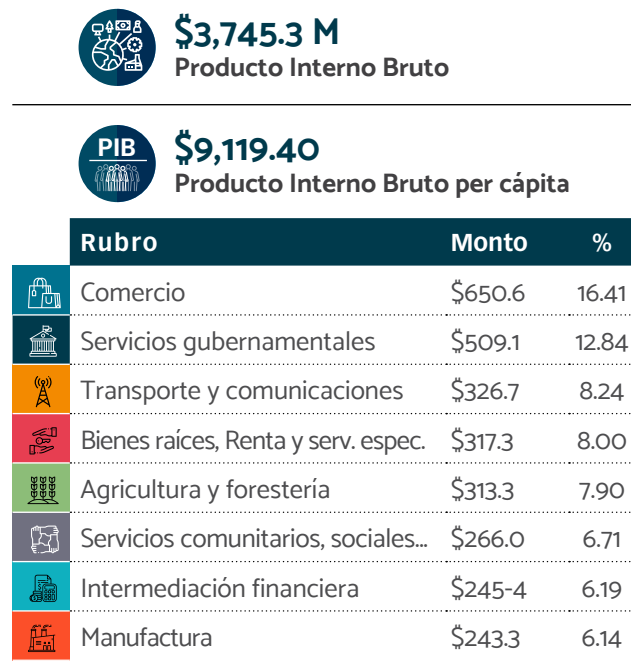 $3,745.3 M
Producto Interno Bruto
PIB
$9,119.40
Producto Interno Bruto per cápita
Rubro Monto %
Comercio $650.6 16.41
Servicios gubernamentales $509.1 12.84
Transporte y comunicaciones $326.7 8.24
Bienes raíces, Renta y serv. espec. $317.3 8.00
Agricultura y forestería $313.3 7.90
Servicios comunitarios, sociales... $266.0 6.71
Intermediación financiera $245-4 6.19
Manufactura $243.3 6.14